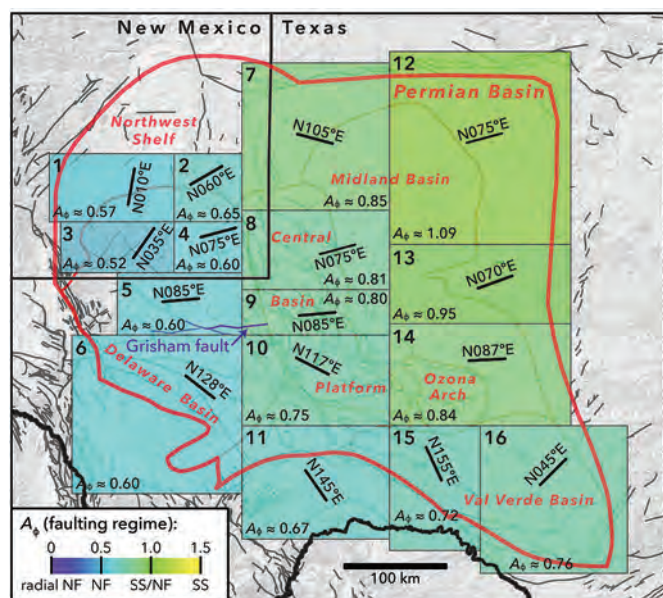 New Mexico Texas
7
12
Permian Basin
Northwest
Shelf
N105°E
N075°E
Midland Basin
1
N010°E
2
N060°E
Aϕ ≈ 0.57
Aϕ ≈ 0.65
Aϕ ≈ 0.85
3
N035°E
4
N075°E
Aϕ ≈ 0.52
Aϕ ≈ 0.60
8
Central
N075°E
Aϕ ≈ 0.81
Aϕ ≈ 1.09
13
N070°E
Aϕ ≈ 0.95
5
N085°E
Aϕ ≈ 0.60
9
Basin
Aϕ ≈ 0.80
N085°E
Grisham fault
6
Delaware Basin
N128°E
Aϕ ≈ 0.60
10
N117°E
Platform
Aϕ ≈ 0.75
14
N087°E
Ozona
Arch
Aϕ ≈ 0.84
11
N145°E
Aϕ ≈ 0.67
15
N155°E
Aϕ ≈ 0.72
16
N045°E
Val Verde Basin
Aϕ ≈ 0.76
Aϕ (faulting regime):
0 0.5 1.0 1.5
radial NF NF SS/NF SS
100 km